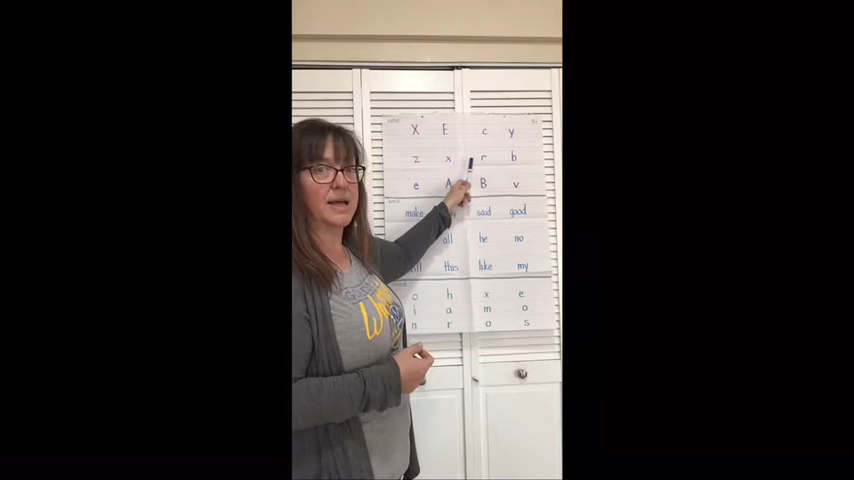 X E c y
z x r b
e A B v
make said good
all he no
this like my
o h x e
i a m o
n r o s